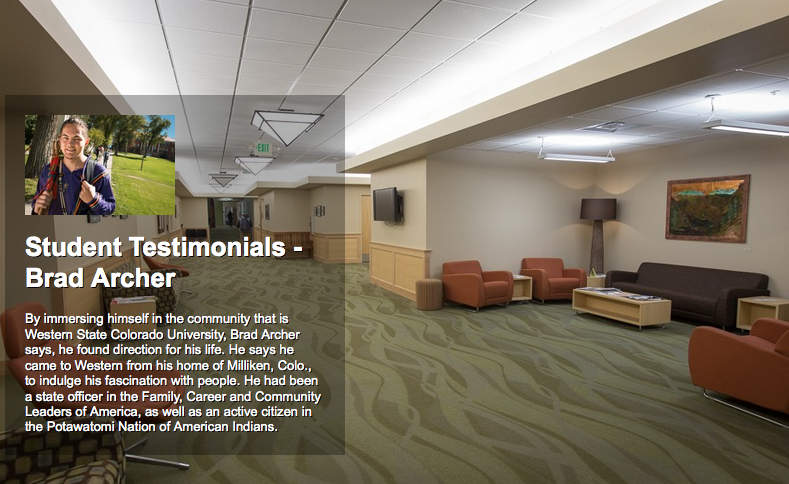 EXIT
Student Testimonials -
Brad Archer
By immersing himself in the community that is
Western State Colorado University, Brad Archer
says, he found direction for his life. He says he
came to Western from his home of Milliken, Colo.,
to indulge his fascination with people. He had been
a state officer in the Family, Career and Community
Leaders of America, as well as an active citizen in
the Potawatomi Nation of American Indians.